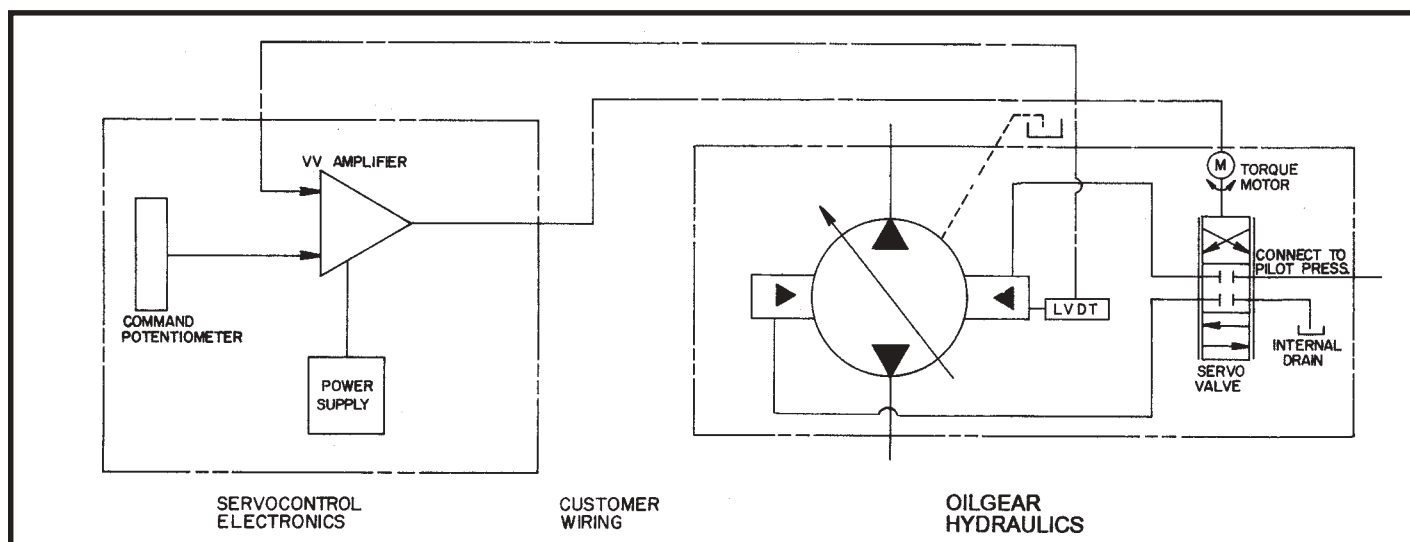 VV AMPLIFIER
COMMAND
POTENTIOMETER
POWER
SUPPLY
M
TORQUE
MOTOR
CONNECT TO
PILOT PRESS.
LVDT
INTERNAL
DRAIN
SERVO
VALVE
SERVOCONTROL
ELECTRONICS
CUSTOMER
WIRING
OILGEAR
HYDRAULICS